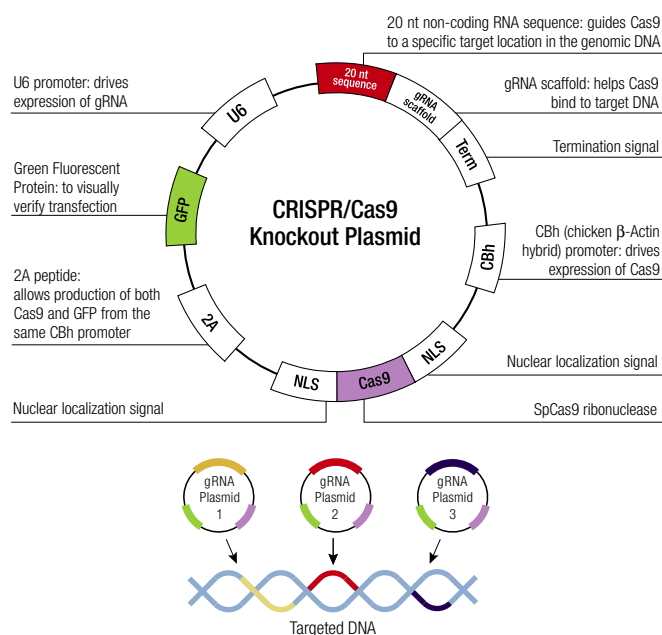 20 nt non-coding RNA sequence: guides Cas9
to a specific target location in the genomic DNA
U6 promoter: drives
expression of gRNA
20 nt
sequence
gRNA
scaffold
gRNA scaffold: helps Cas9
bind to target DNA
U6
Term
Termination signal
Green Fluorescent
Protein: to visually
verify transfection
GFP
CRISPR/Cas9
Knockout Plasmid
CBh
CBh (chicken β-Actin
hybrid) promoter: drives
expression of Cas9
2A peptide:
allows production of both
Cas9 and GFP from the
same CBh promoter
2A
NLS
Cas9
NLS
Nuclear localization signal
Nuclear localization signal
SpCas9 ribonuclease
gRNA
Plasmid
1
gRNA
Plasmid
2
gRNA
Plasmid
3
Targeted DNA